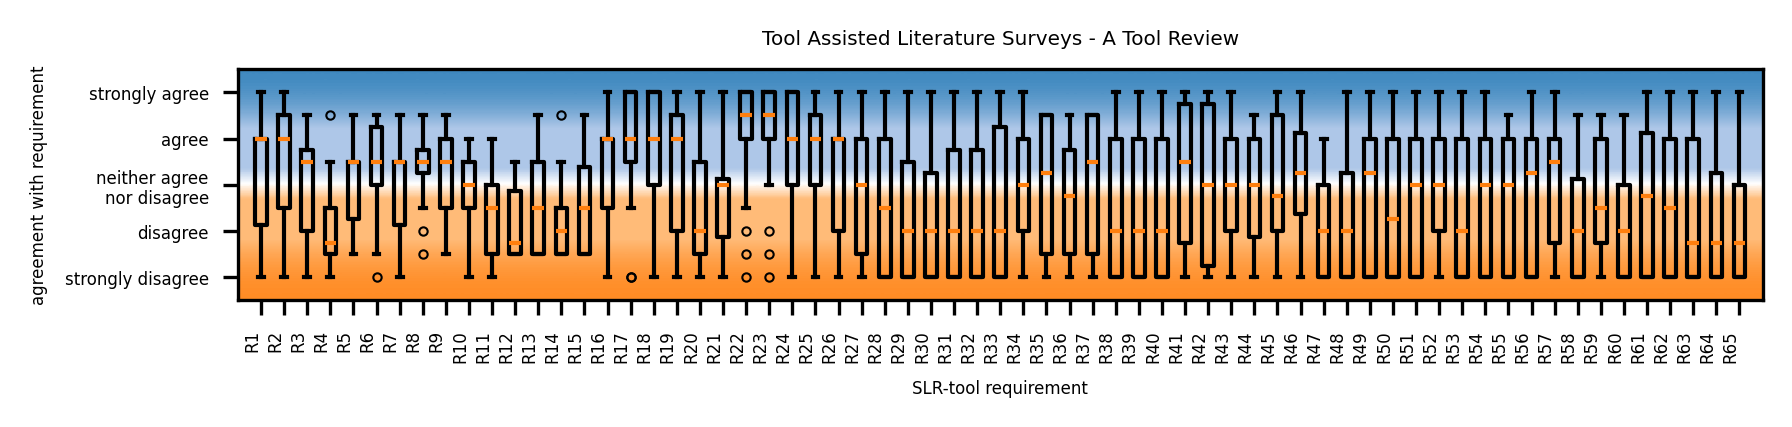 Tool Assisted Literature Surveys - A Tool Review
agreement with requirement
strongly agree
agree
neither agree
nor disagree
disagree
strongly disagree
R1 R2 R3 R4 R5 R6 R7 R8 R9 R10 R11 R12 R13 R14 R15 R16 R17 R18 R19 R20 R21 R22 R23 R24 R25 R26 R27 R28 R29 R30 R31 R32 R33 R34 R35 R36 R37 R38 R39 R40 R41 R42 R43 R44 R45 R46 R47 R48 R49 R50 R51 R52 R53 R54 R55 R56 R57 R58 R59 R60 R61 R62 R63 R64 R65
SLR-tool requirement